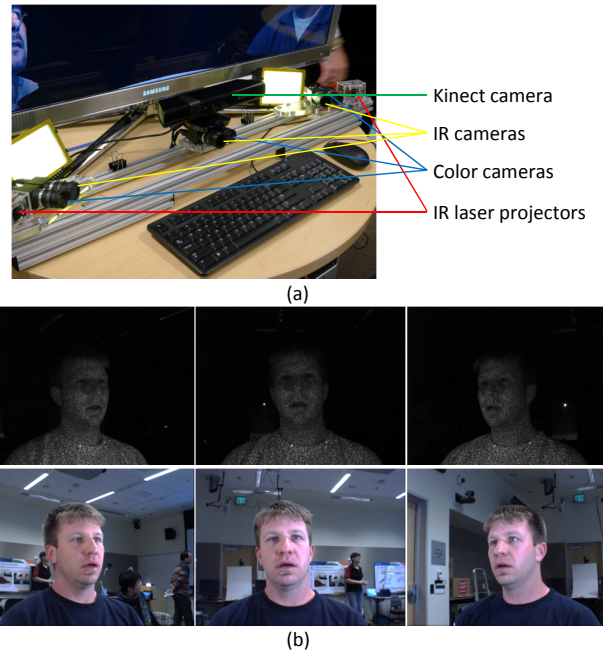 SAMSUNG
Kinect camera
IR cameras
Color cameras
IR laser projectors
(a)
(b)